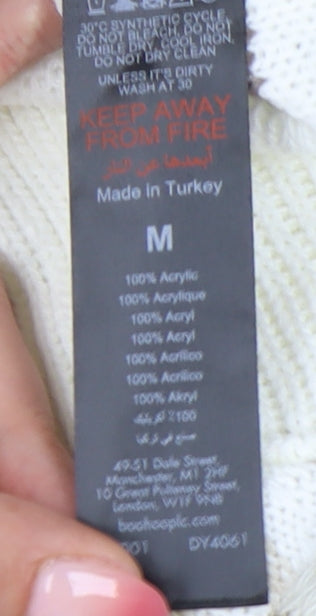 30°C SYNTHETIC CYCLE,
DO NOT BLEACH, DO NOT
TUMBLE DRY, COOL IRON,
DO NOT DRY CLEAN
UNLESS IT'S DIRTY
WASH AT 30
KEEP AWAY
FROM FIRE
أبعدها عن النار
Made in Turkey
M
100% Acrylic
100% Acrylique
100% Acryl
100% Acryl
100% Acrílico
100% Acrilico
100% Akryl
100٪ أكريليك
صنع في تركيا
49-51 Dale Street,
Manchester, M1 2HF
10 Great Pulteney Street,
London, W1F 9NB
boohooplc.com
001 DY4061